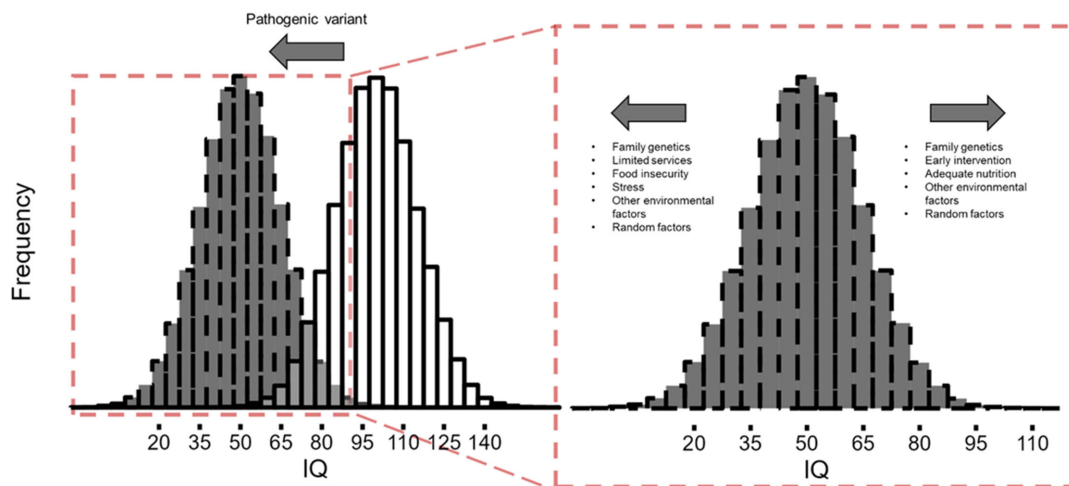 Pathogenic variant
Frequency
20 35 50 65 80 95 110 125 140
IQ
• Family genetics
• Limited services
• Food insecurity
• Stress
• Other environmental
factors
• Random factors
• Family genetics
• Early intervention
• Adequate nutrition
• Other environmental
factors
• Random factors
20 35 50 65 80 95 110
IQ